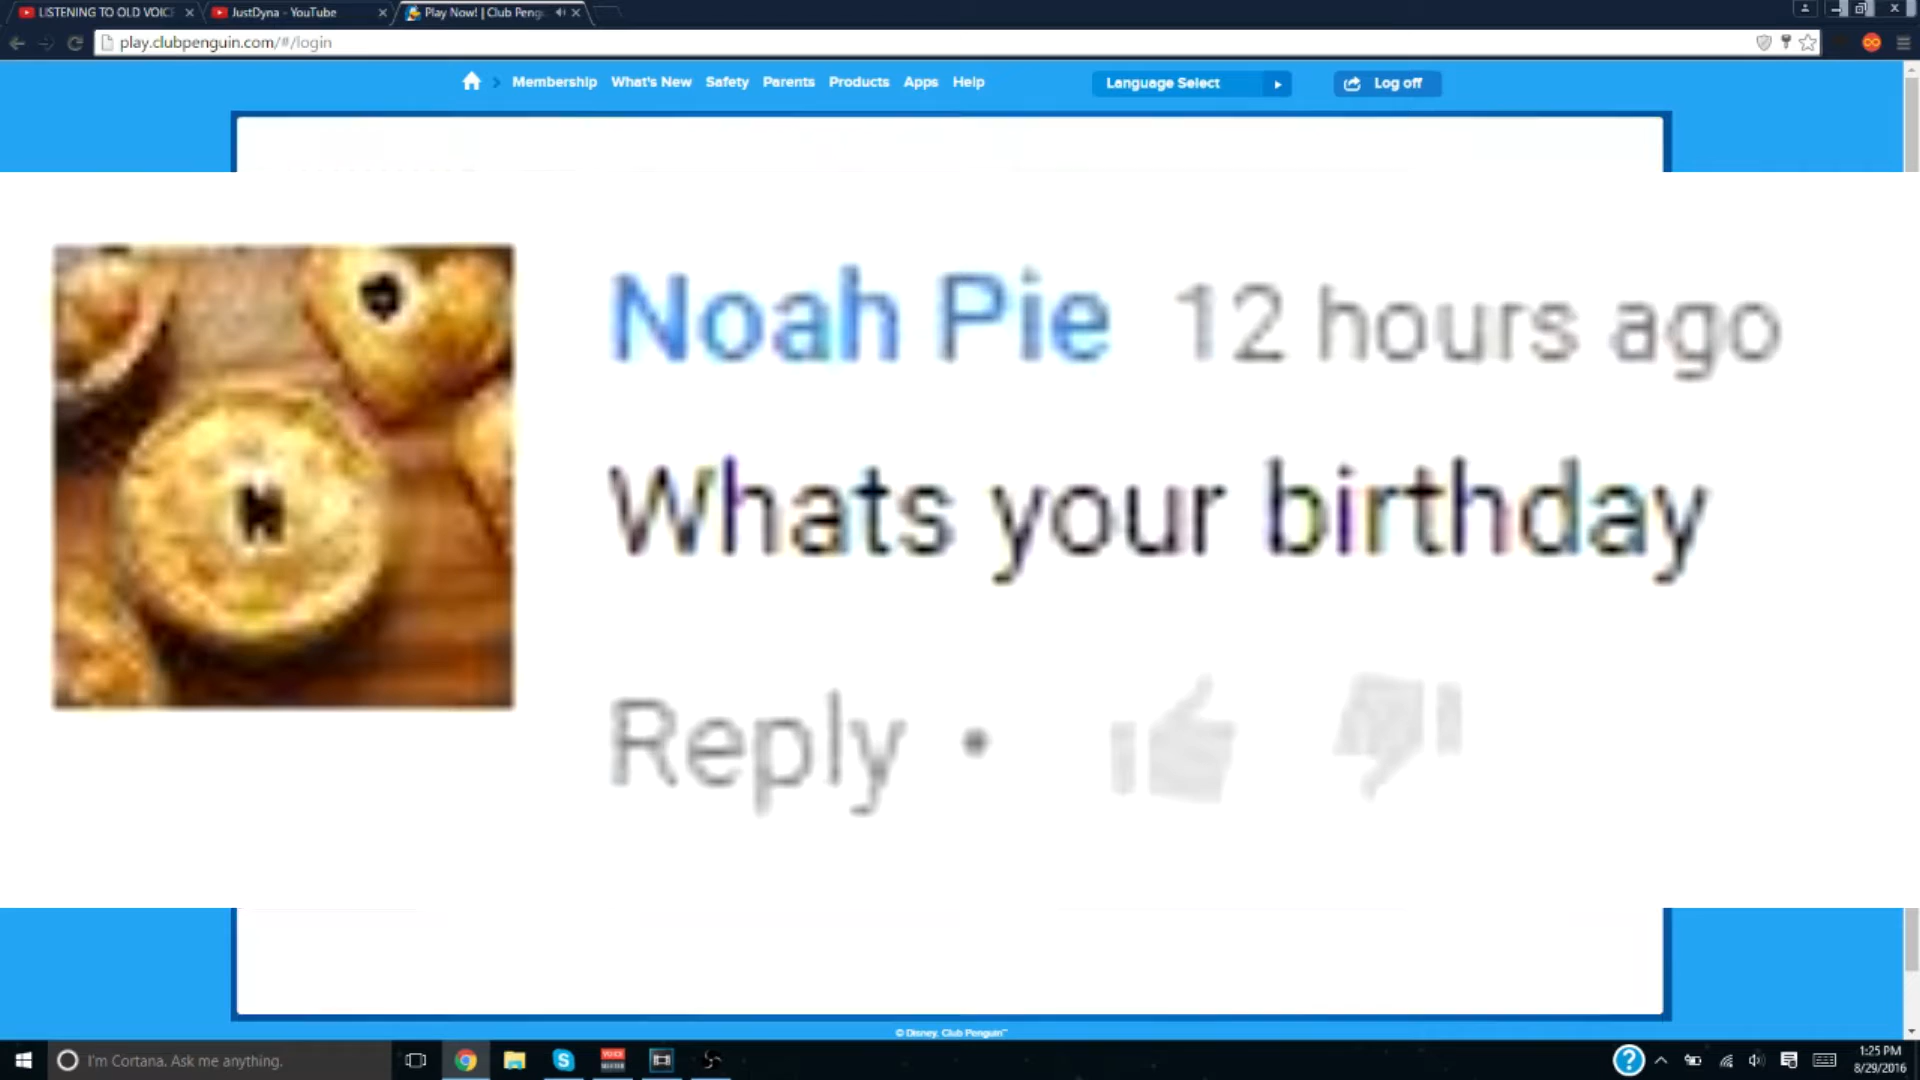 LISTENING TO OLD VOICE
JustDyna - YouTube
Play Now! | Club Peng
play.clubpenguin.com/#/login
Membership What's New Safety Parents Products Apps Help
Language Select
Log off
Noah Pie 12 hours ago
Whats your birthday
Reply •
© Disney. Club Penguin™
I'm Cortana. Ask me anything.
1:25 PM
8/29/2016